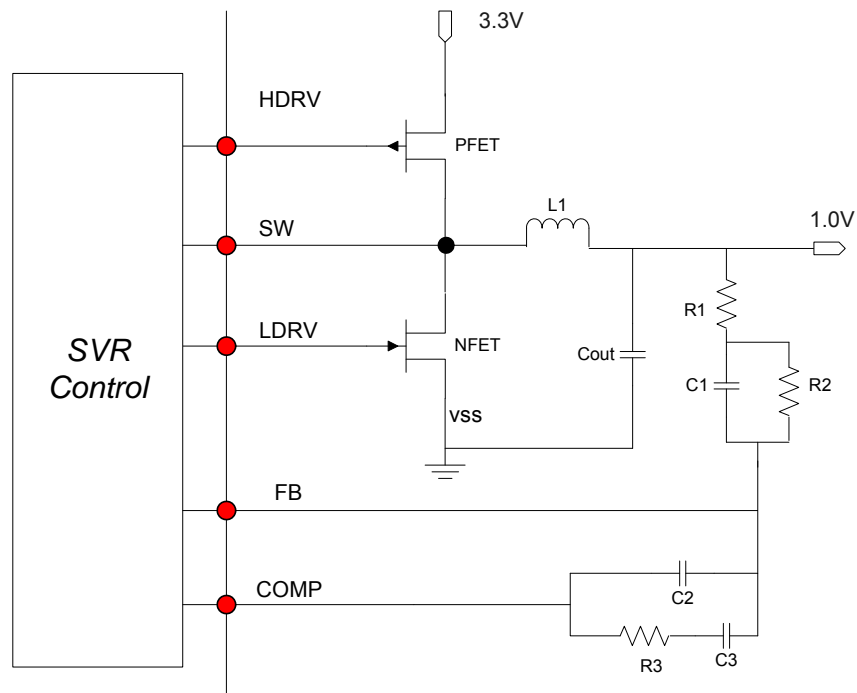 3.3V
HDRV
PFET
L1
1.0V
SW
R1
LDRV
NFET
SVR
Control
Cout
C1
R2
vss
FB
COMP
C2
R3
C3